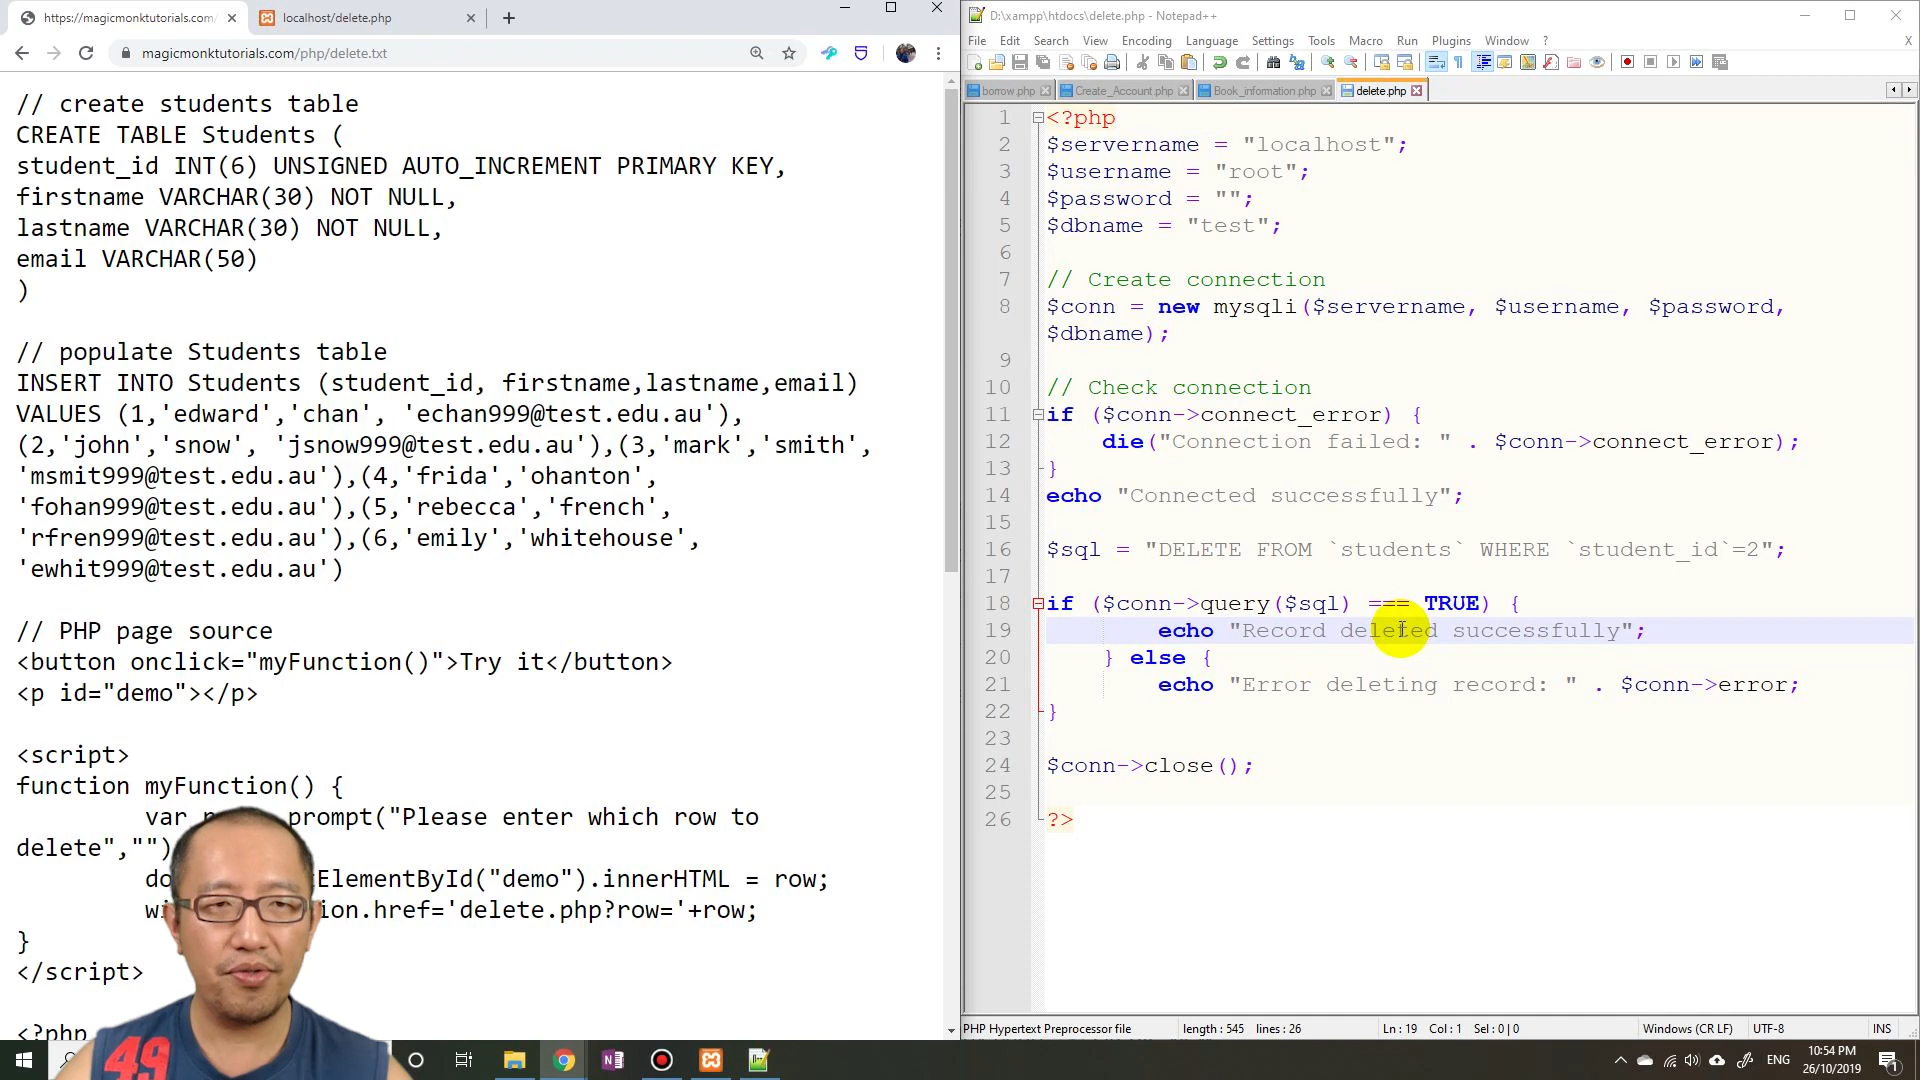 https://magicmonktutorials.com/
localhost/delete.php
magicmonktutorials.com/php/delete.txt
// create students table
CREATE TABLE Students (
student_id INT(6) UNSIGNED AUTO_INCREMENT PRIMARY KEY,
firstname VARCHAR(30) NOT NULL,
lastname VARCHAR(30) NOT NULL,
email VARCHAR(50)
)
// populate Students table
INSERT INTO Students (student_id, firstname,lastname,email)
VALUES (1,'edward','chan', 'echan999@test.edu.au'),
(2,'john','snow', 'jsnow999@test.edu.au'),(3,'mark','smith',
'msmit999@test.edu.au'),(4,'frida','ohanton',
'fohan999@test.edu.au'),(5,'rebecca','french',
'rfren999@test.edu.au'),(6,'emily','whitehouse',
'ewhit999@test.edu.au')
// PHP page source
<button onclick="myFunction()">Try it</button>
<p id="demo"></p>
<script>
function myFunction() {
var prompt("Please enter which row to
delete","")
do ElementById("demo").innerHTML = row;
wi ion.href='delete.php?row='+row;
}
</script>
<?php
49
D:\xampp\htdocs\delete.php - Notepad++
File Edit Search View Encoding Language Settings Tools Macro Run Plugins Window ?
X
borrow.php Create_Account.php Book_information.php delete.php
1 <?php
2 $servername = "localhost";
3 $username = "root";
4 $password = "";
5 $dbname = "test";
6
7 // Create connection
8 $conn = new mysqli($servername, $username, $password,
$dbname);
9
10 // Check connection
11 if ($conn->connect_error) {
12 die("Connection failed: " . $conn->connect_error);
13 }
14 echo "Connected successfully";
15
16 $sql = "DELETE FROM `students` WHERE `student_id`=2";
17
18 if ($conn->query($sql) === TRUE) {
19 echo "Record deleted successfully";
20 } else {
21 echo "Error deleting record: " . $conn->error;
22 }
23
24 $conn->close();
25
26 ?>
PHP Hypertext Preprocessor file length : 545 lines : 26 Ln : 19 Col : 1 Sel : 0 | 0 Windows (CR LF) UTF-8 INS
ENG
10:54 PM
26/10/2019
1